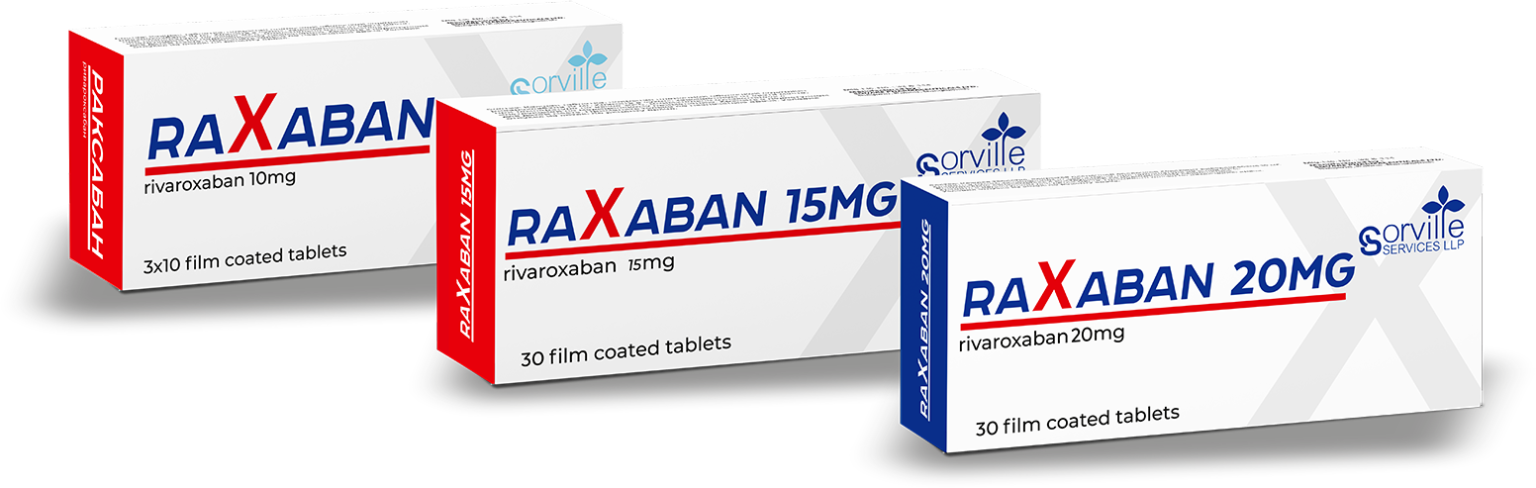 РАКСАБАН
ривароксабан
RAXABAN
rivaroxaban 10mg
3x10 film coated tablets
Sorville
RAXABAN 15MG
RAXABAN 15MG
rivaroxaban 15mg
30 film coated tablets
Sorville
SERVICES LLP
RAXABAN 20MG
RAXABAN 20MG
rivaroxaban 20mg
30 film coated tablets
Sorville
SERVICES LLP